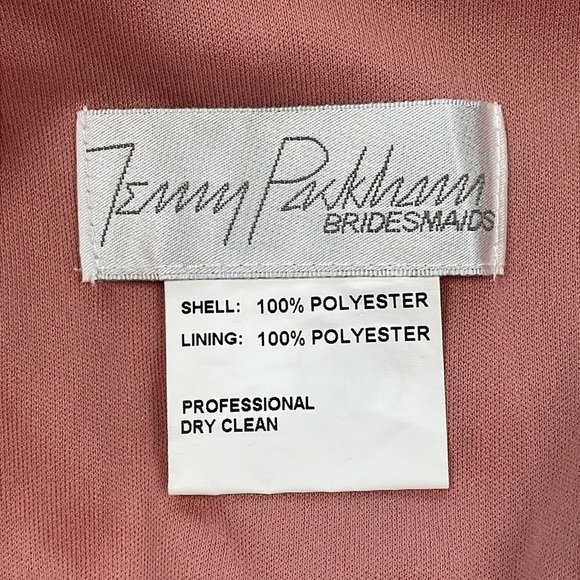 Jenny Packham
BRIDESMAIDS
SHELL: 100% POLYESTER
LINING: 100% POLYESTER
PROFESSIONAL
DRY CLEAN